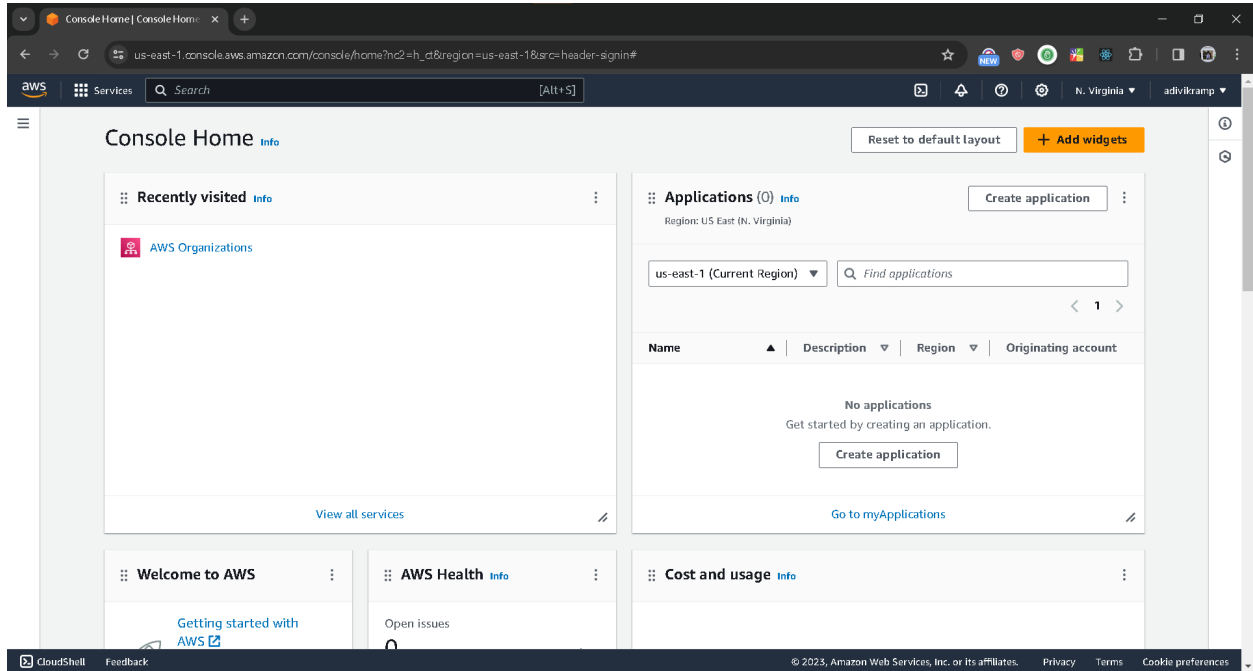 Console Home | Console Home
us-east-1.console.aws.amazon.com/console/home?nc2=h_ct&region=us-east-1&src=header-signin#
NEW
aws Services Search [Alt+S] N. Virginia ▼ adivikramp ▼
Console Home Info
Reset to default layout
+ Add widgets
Recently visited Info
AWS Organizations
View all services
Applications (0) Info
Region: US East (N. Virginia)
Create application
us-east-1 (Current Region) ▼
Find applications
1
Name Description Region Originating account
No applications
Get started by creating an application.
Create application
Go to myApplications
Welcome to AWS
Getting started with
AWS
AWS Health Info
Open issues
0
Cost and usage Info
CloudShell Feedback © 2023, Amazon Web Services, Inc. or its affiliates. Privacy Terms Cookie preferences